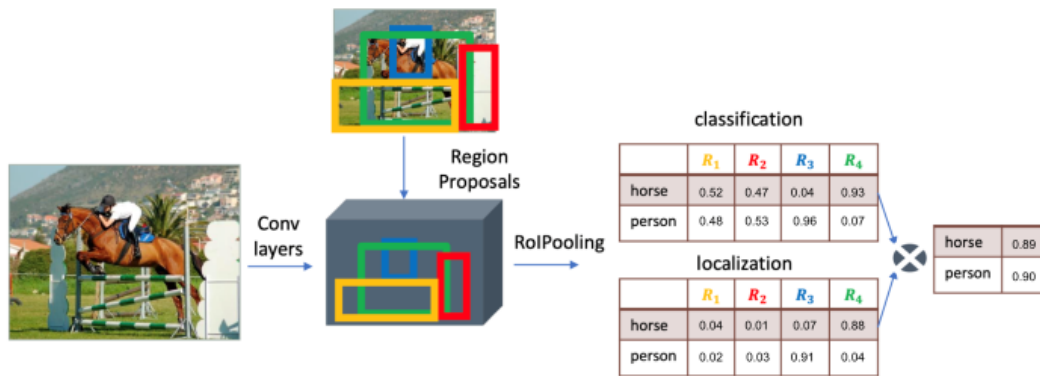 Region
Proposals
Conv
layers
RoIPooling
classification
R₁ R₂ R₃ R₄
horse 0.52 0.47 0.04 0.93
person 0.48 0.53 0.96 0.07
localization
R₁ R₂ R₃ R₄
horse 0.04 0.01 0.07 0.88
person 0.02 0.03 0.91 0.04
horse 0.89
person 0.90